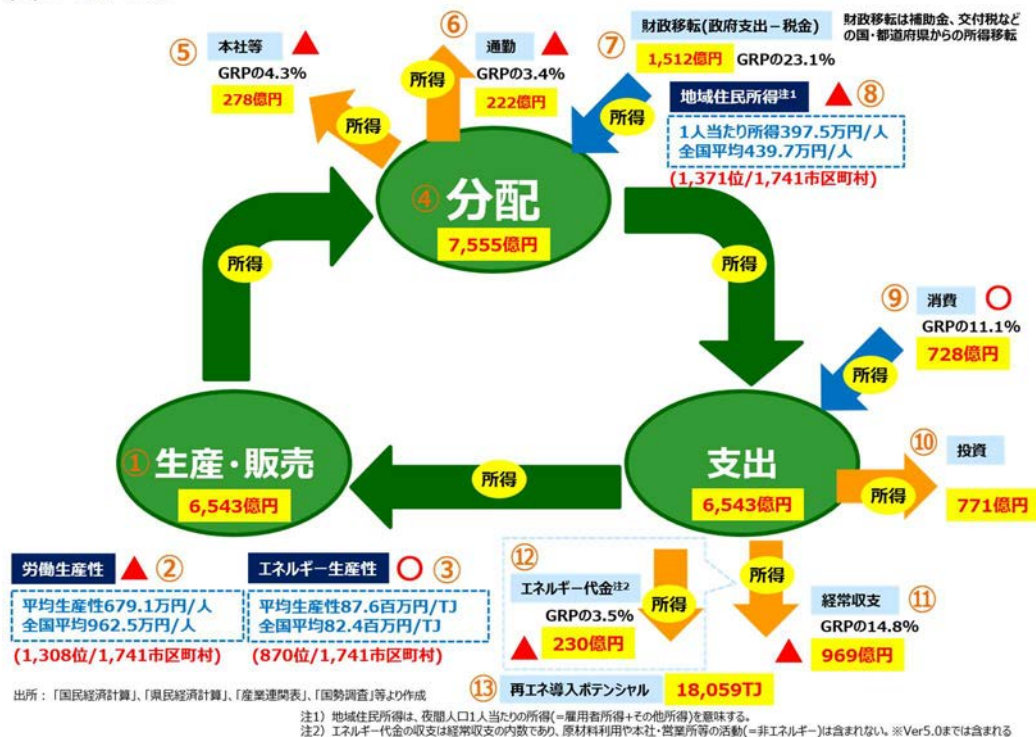 ⑤ 本社等 ▲
GRPの4.3%
278億円
⑥ 通勤 ▲
GRPの3.4%
222億円
⑦ 財政移転(政府支出－税金)
1,512億円 GRPの23.1%
財政移転は補助金、交付税など
の国・都道府県からの所得移転
地域住民所得注1 ▲ ⑧
1人当たり所得397.5万円/人
全国平均439.7万円/人
(1,371位/1,741市区町村)
所得
所得
所得
④ 分配
7,555億円
所得
所得
⑨ 消費 ○
GRPの11.1%
728億円
所得
① 生産・販売
6,543億円
所得
支出
6,543億円
⑩ 投資
所得
771億円
労働生産性 ▲ ②
平均生産性679.1万円/人
全国平均962.5万円/人
(1,308位/1,741市区町村)
エネルギー生産性 ○ ③
平均生産性87.6百万円/TJ
全国平均82.4百万円/TJ
(870位/1,741市区町村)
⑫
エネルギー代金注2
GRPの3.5%
▲ 230億円
所得
所得
経常収支 ⑪
GRPの14.8%
▲ 969億円
⑬ 再エネ導入ポテンシャル 18,059TJ
出所：「国民経済計算」、「県民経済計算」、「産業連関表」、「国勢調査」等より作成
注1）地域住民所得は、夜間人口1人当たりの所得(=雇用者所得+その他所得)を意味する。
注2）エネルギー代金の収支は経常収支の内数であり、原材料利用や本社・営業所等の活動(=非エネルギー)は含まれない。※Ver5.0までは含まれる